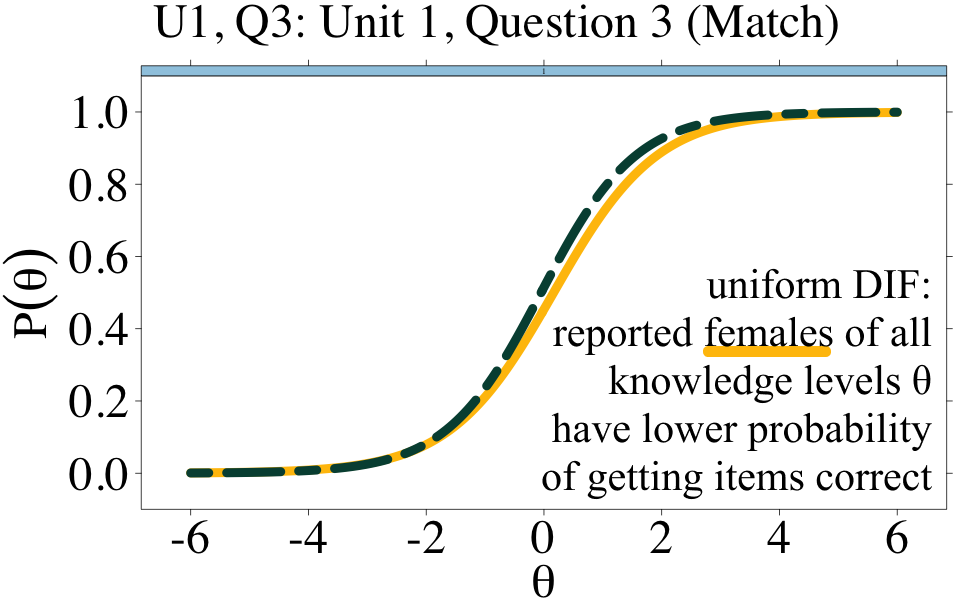 U1, Q3: Unit 1, Question 3 (Match)
1.0
0.8
0.6
0.4
0.2
0.0
P(θ)
uniform DIF:
reported females of all
knowledge levels θ
have lower probability
of getting items correct
-6 -4 -2 0 2 4 6
θ